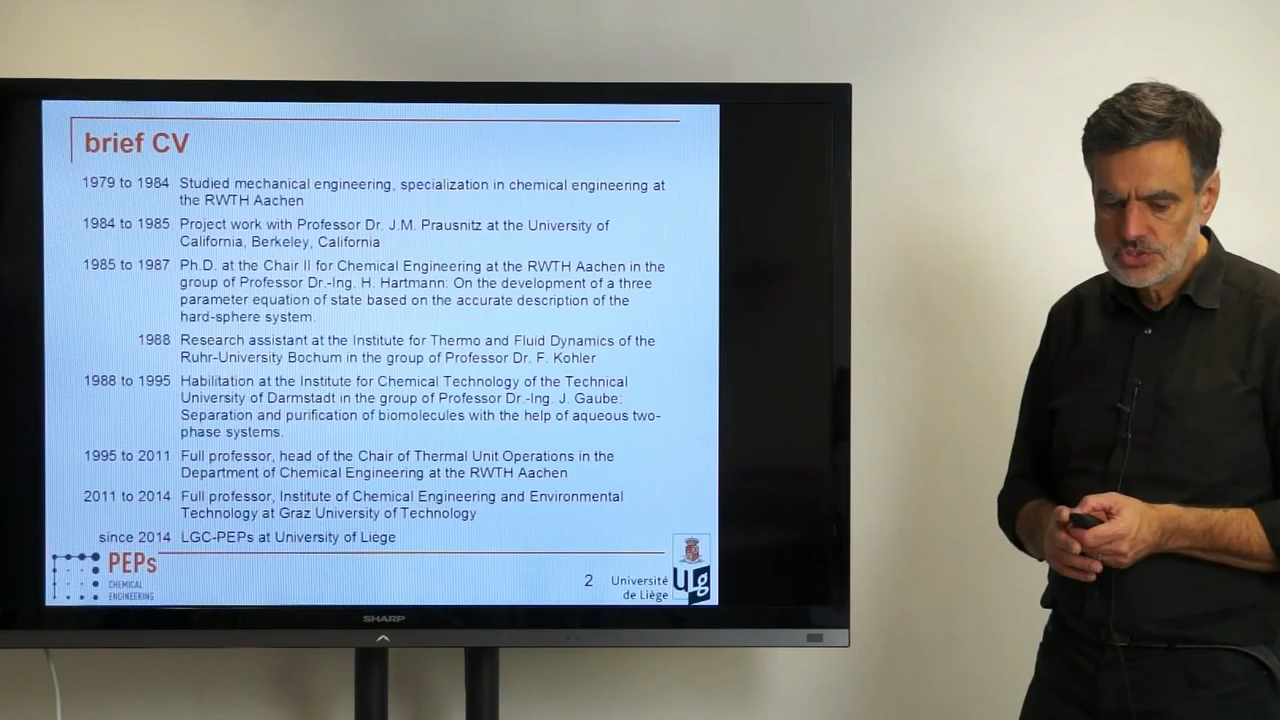 brief CV
1979 to 1984 Studied mechanical engineering, specialization in chemical engineering at
the RWTH Aachen
1984 to 1985 Project work with Professor Dr. J.M. Prausnitz at the University of
California, Berkeley, California
1985 to 1987 Ph.D. at the Chair II for Chemical Engineering at the RWTH Aachen in the
group of Professor Dr.-Ing. H. Hartmann: On the development of a three
parameter equation of state based on the accurate description of the
hard-sphere system.
1988 Research assistant at the Institute for Thermo and Fluid Dynamics of the
Ruhr-University Bochum in the group of Professor Dr. F. Kohler
1988 to 1995 Habilitation at the Institute for Chemical Technology of the Technical
University of Darmstadt in the group of Professor Dr.-Ing. J. Gaube:
Separation and purification of biomolecules with the help of aqueous two-
phase systems.
1995 to 2011 Full professor, head of the Chair of Thermal Unit Operations in the
Department of Chemical Engineering at the RWTH Aachen
2011 to 2014 Full professor, Institute of Chemical Engineering and Environmental
Technology at Graz University of Technology
since 2014 LGC-PEPs at University of Liège
PEPs
CHEMICAL
ENGINEERING
2
Université
de Liège
Ug
SHARP